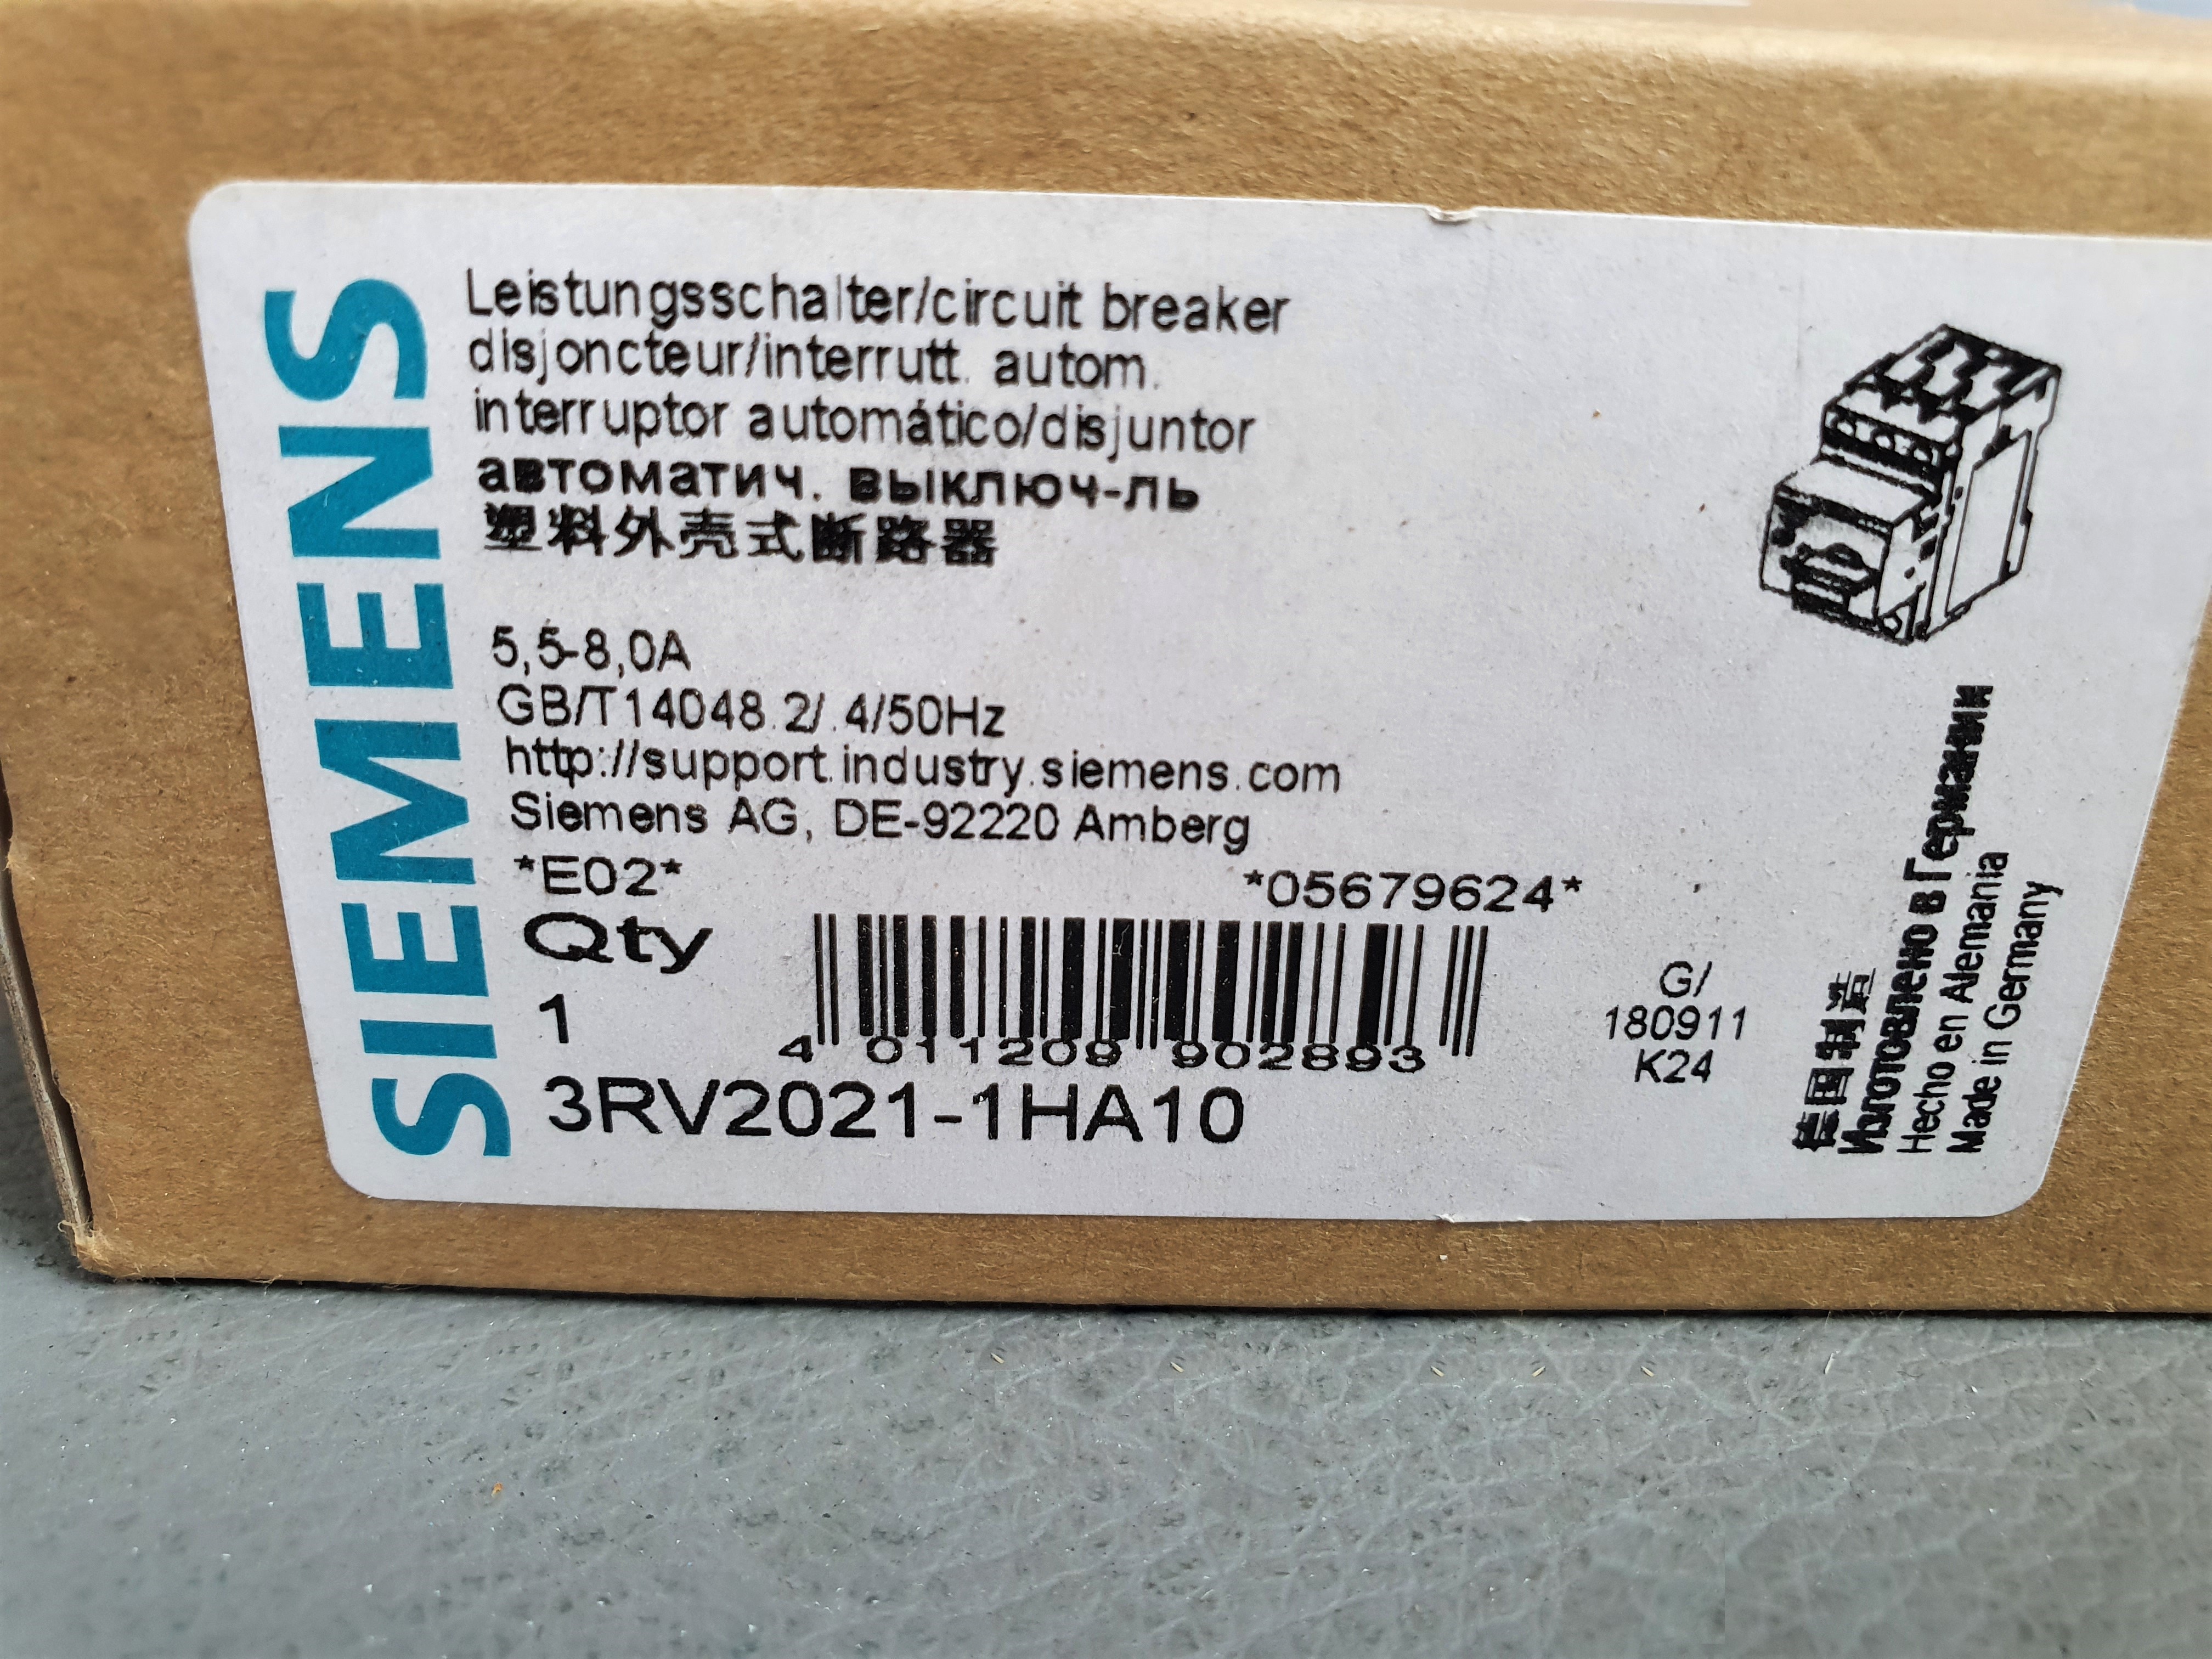 SIEMENS
Leistungsschalter/circuit breaker
disjoncteur/interrutt. autom.
interruptor automático/disjuntor
автоматич. выключ-ль
塑料外壳式断路器
5,5-8,0A
GB/T14048.2/.4/50Hz
http://support.industry.siemens.com
Siemens AG, DE-92220 Amberg
*E02*
*05679624*
Qty
1
4 011209 902893
3RV2021-1HA10
G/
180911
K24
德国制造
Изготовлено в Германии
Hecho en Alemania
Made in Germany